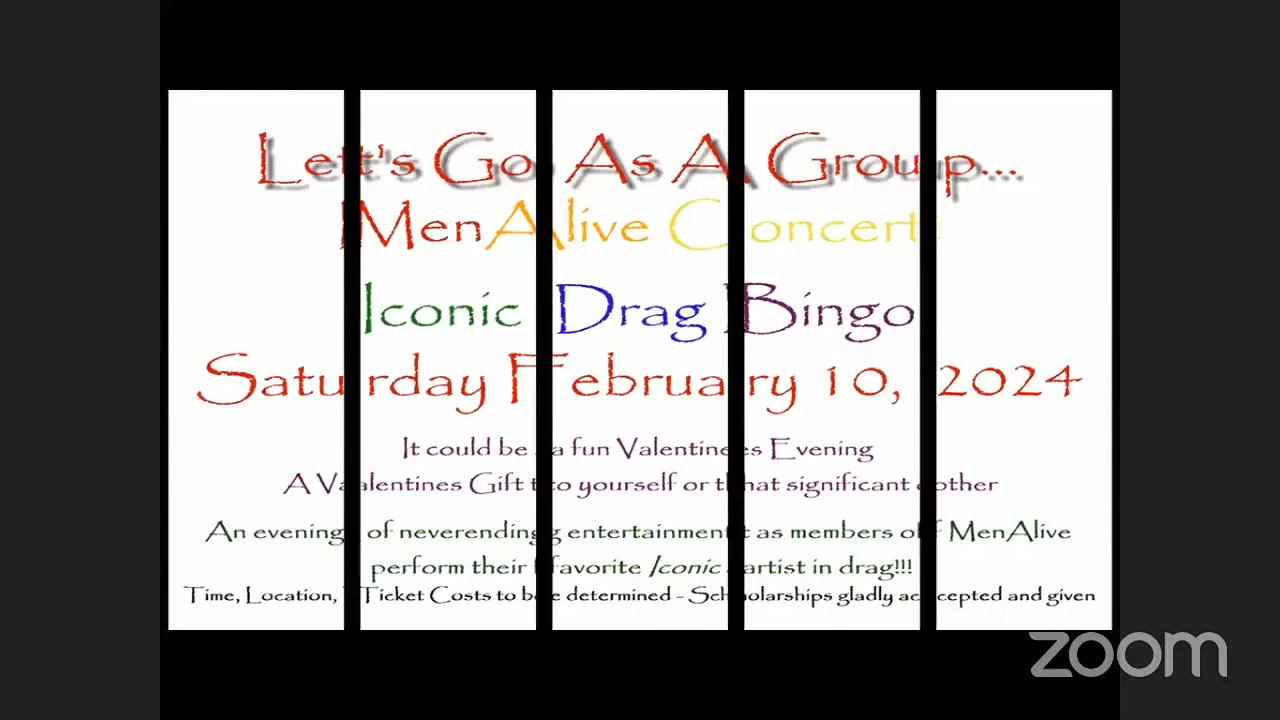 Let's Go As A Group...
MenAlive Concert
Iconic Drag Bingo
Saturday February 10, 2024
It could be a fun Valentines Evening
A Valentines Gift to yourself or that significant other
An evening of neverending entertainment as members of MenAlive
perform their favorite Iconic artist in drag!!!
Time, Location, Ticket Costs to be determined - Scholarships gladly accepted and given
zoom